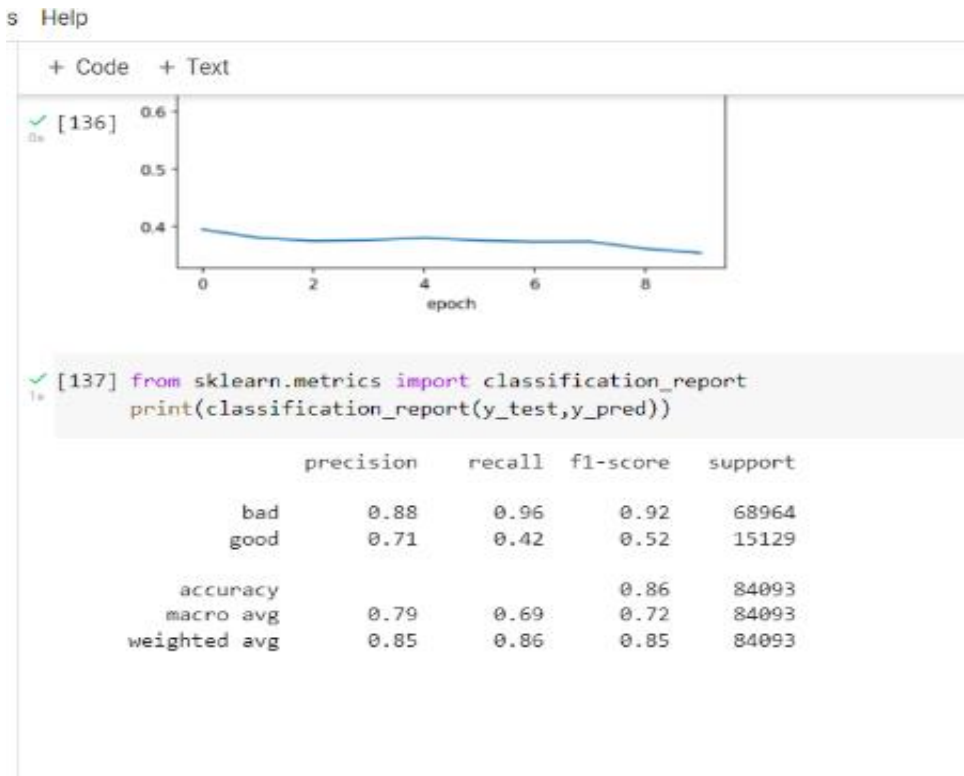 s Help
+ Code + Text
[136] 0.6
0s
0.5
0.4
0 2 4 6 8
epoch
[137] from sklearn.metrics import classification_report
1s
print(classification_report(y_test,y_pred))
precision recall f1-score support
bad 0.88 0.96 0.92 68964
good 0.71 0.42 0.52 15129
accuracy 0.86 84093
macro avg 0.79 0.69 0.72 84093
weighted avg 0.85 0.86 0.85 84093